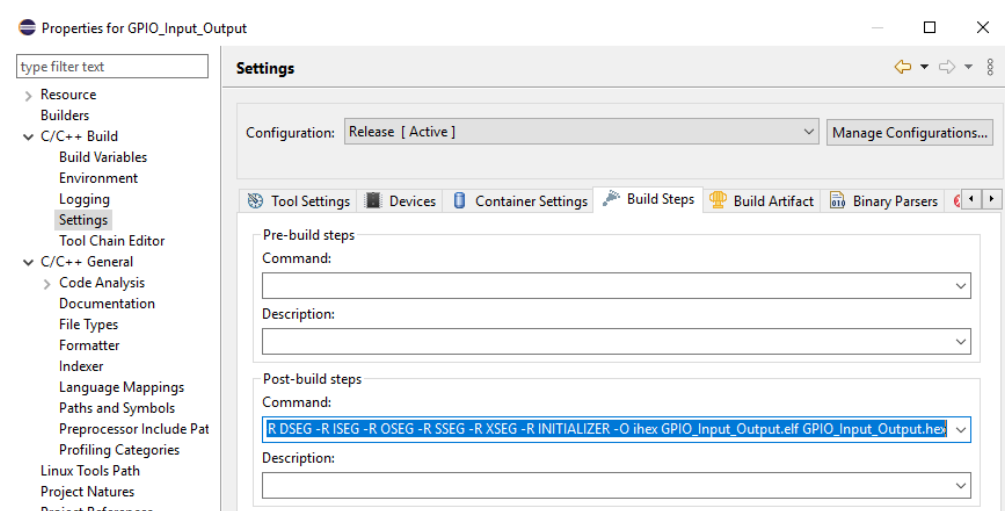 Properties for GPIO_Input_Output
type filter text
Settings
Resource
Builders
C/C++ Build
Build Variables
Environment
Logging
Settings
Tool Chain Editor
C/C++ General
Code Analysis
Documentation
File Types
Formatter
Indexer
Language Mappings
Paths and Symbols
Preprocessor Include Pat
Profiling Categories
Linux Tools Path
Project Natures
Project References
Configuration: Release [ Active ] Manage Configurations...
Tool Settings Devices Container Settings Build Steps Build Artifact Binary Parsers
Pre-build steps
Command:
Description:
Post-build steps
Command:
R DSEG -R ISEG -R OSEG -R SSEG -R XSEG -R INITIALIZER -O ihex GPIO_Input_Output.elf GPIO_Input_Output.hex
Description: